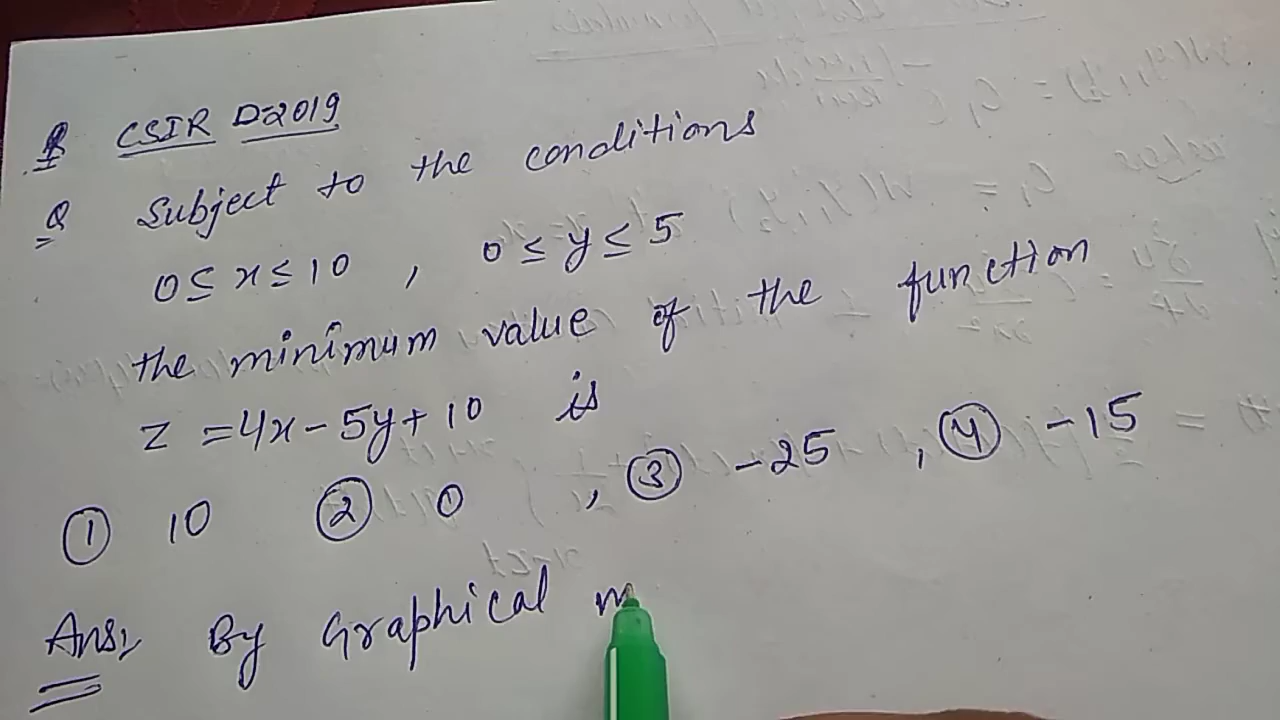 CSIR D-2019
Q Subject to the conditions
0 ≤ x ≤ 10 , 0 ≤ y ≤ 5
the minimum value of the function
z = 4x - 5y + 10 is
① 10 ② 0 , ③ -25 , ④ -15
Ans: By Graphical m